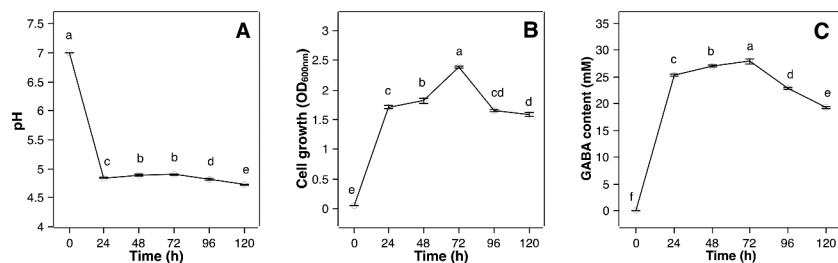 A
7.5
7
6.5
6
5.5
5
4.5
4
pH
a
c
b
b
d
e
0 24 48 72 96 120
Time (h)
B
3
2.5
2
1.5
1
0.5
0
Cell growth (OD600nm)
e
c
b
a
cd
d
0 24 48 72 96 120
Time (h)
C
35
30
25
20
15
10
5
0
GABA content (mM)
f
c
b
a
d
e
0 24 48 72 96 120
Time (h)